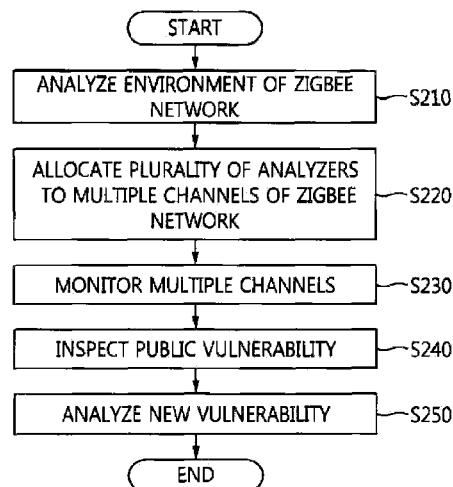 START
ANALYZE ENVIRONMENT OF ZIGBEE
NETWORK
S210
ALLOCATE PLURALITY OF ANALYZERS
TO MULTIPLE CHANNELS OF ZIGBEE
NETWORK
S220
MONITOR MULTIPLE CHANNELS
S230
INSPECT PUBLIC VULNERABILITY
S240
ANALYZE NEW VULNERABILITY
S250
END